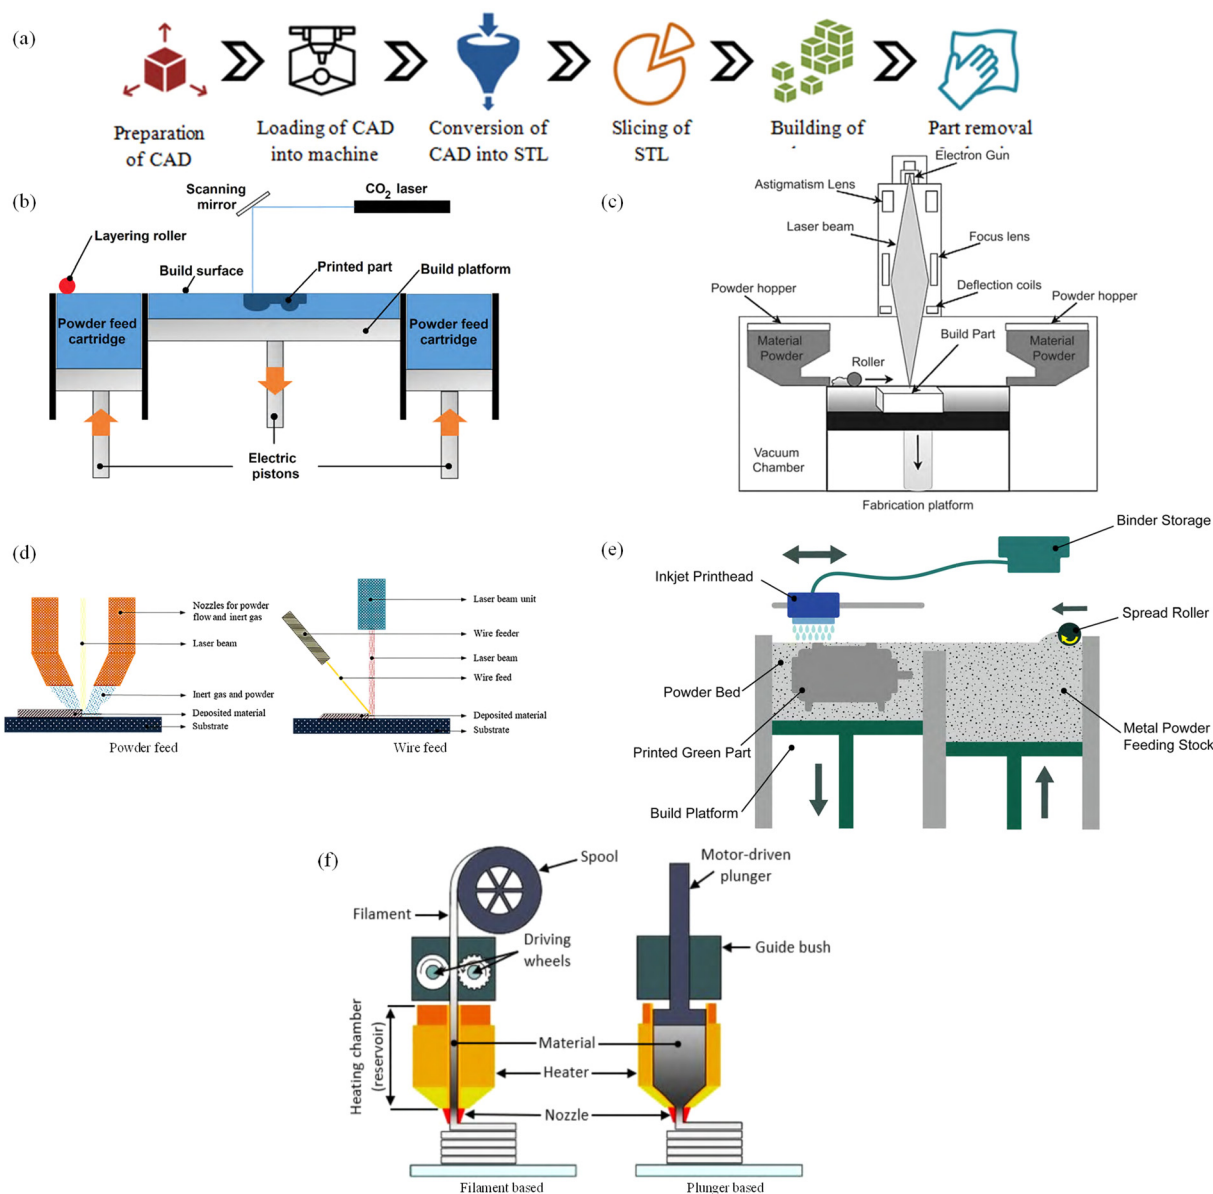 (a)
Preparation
of CAD
Loading of CAD
into machine
Conversion of
CAD into STL
Slicing of
STL
Building of
Part removal
(b)
Scanning
mirror
CO2 laser
Layering roller
Build surface
Printed part
Build platform
Powder feed
cartridge
Powder feed
cartridge
Electric
pistons
(c)
Electron Gun
Astigmatism Lens
Laser beam
Focus lens
Deflection coils
Powder hopper
Powder hopper
Material
Powder
Material
Powder
Build Part
Roller
Vacuum
Chamber
Fabrication platform
(d)
Nozzles for powder
flow and inert gas
Laser beam
Inert gas and powder
Deposited material
Substrate
Powder feed
Laser beam unit
Wire feeder
Laser beam
Wire feed
Deposited material
Substrate
Wire feed
(e)
Binder Storage
Inkjet Printhead
Spread Roller
Powder Bed
Printed Green Part
Metal Powder
Feeding Stock
Build Platform
(f)
Spool
Filament
Driving
wheels
Heating chamber
(reservoir)
Motor-driven
plunger
Guide bush
Material
Heater
Nozzle
Filament based
Plunger based